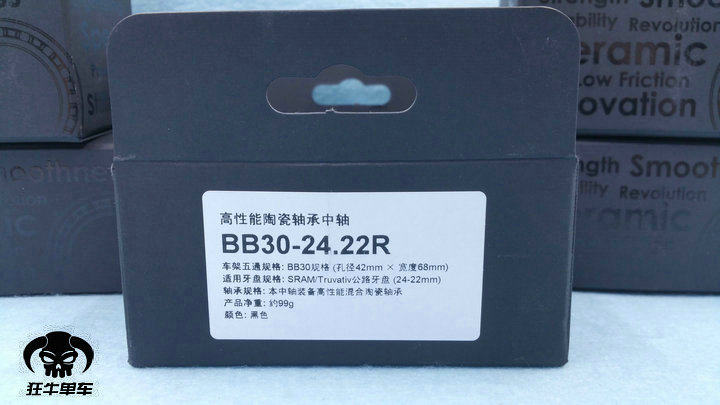 Smooth
Revolution
Ceramic
Low Friction
ovation
Smooth
Revolution
高性能陶瓷轴承中轴
BB30-24.22R
车架五通规格: BB30规格 (孔径42mm × 宽度68mm)
适用牙盘规格: SRAM/Truvativ公路牙盘 (24-22mm)
轴承规格: 本中轴装备高性能混合陶瓷轴承
产品净重: 约99g
颜色: 黑色
狂牛单车